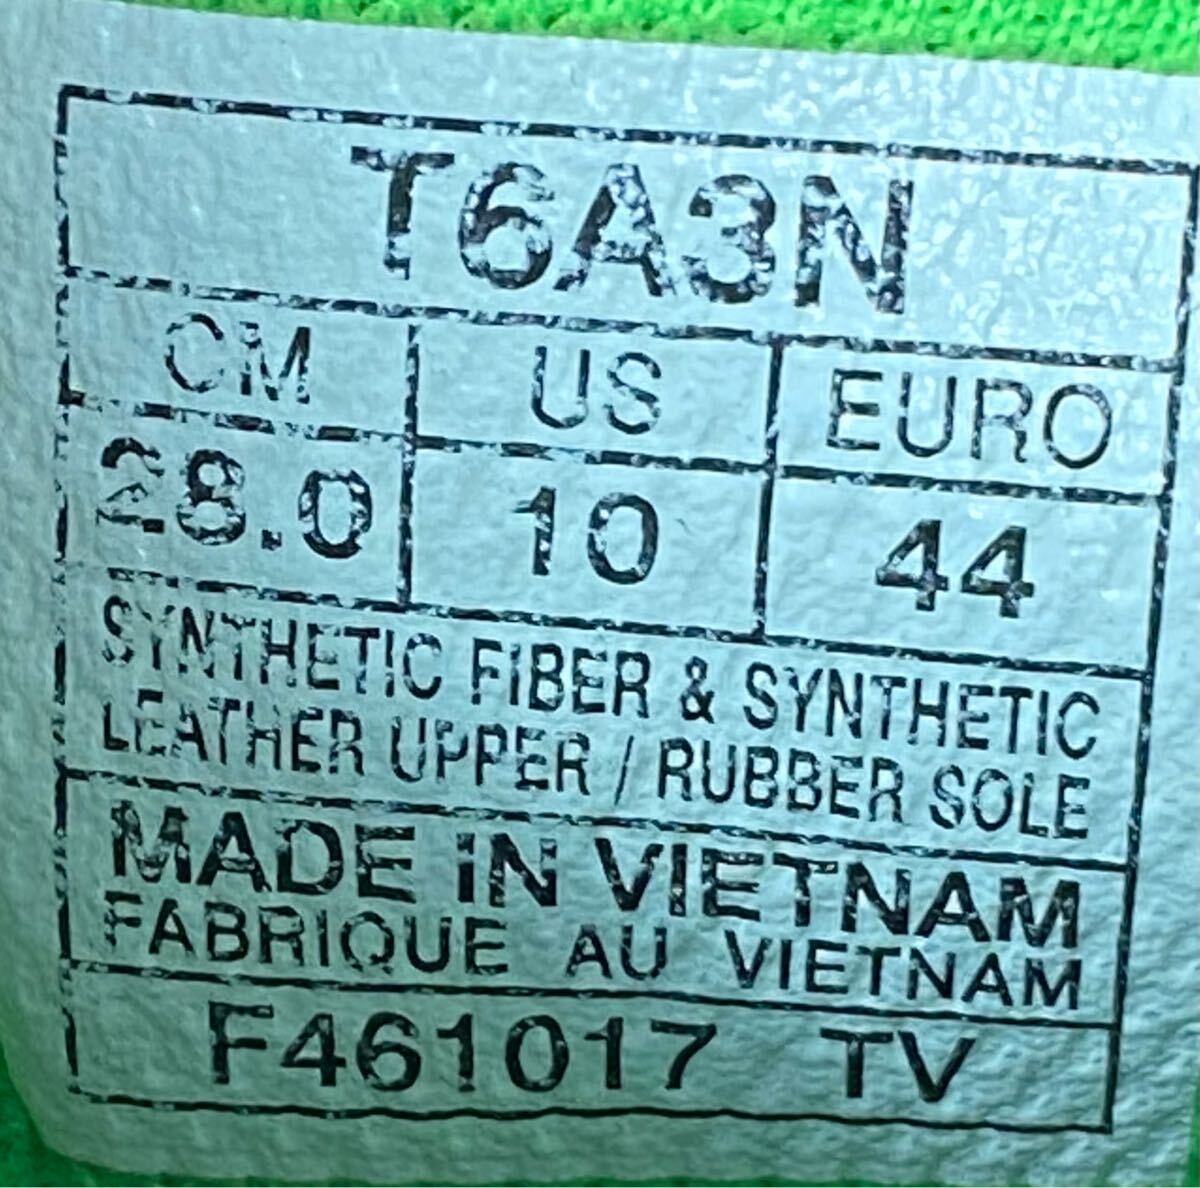 T6A3N
CM US EURO
28.0 10 44
SYNTHETIC FIBER & SYNTHETIC
LEATHER UPPER / RUBBER SOLE
MADE IN VIETNAM
FABRIQUE AU VIETNAM
F461017 TV